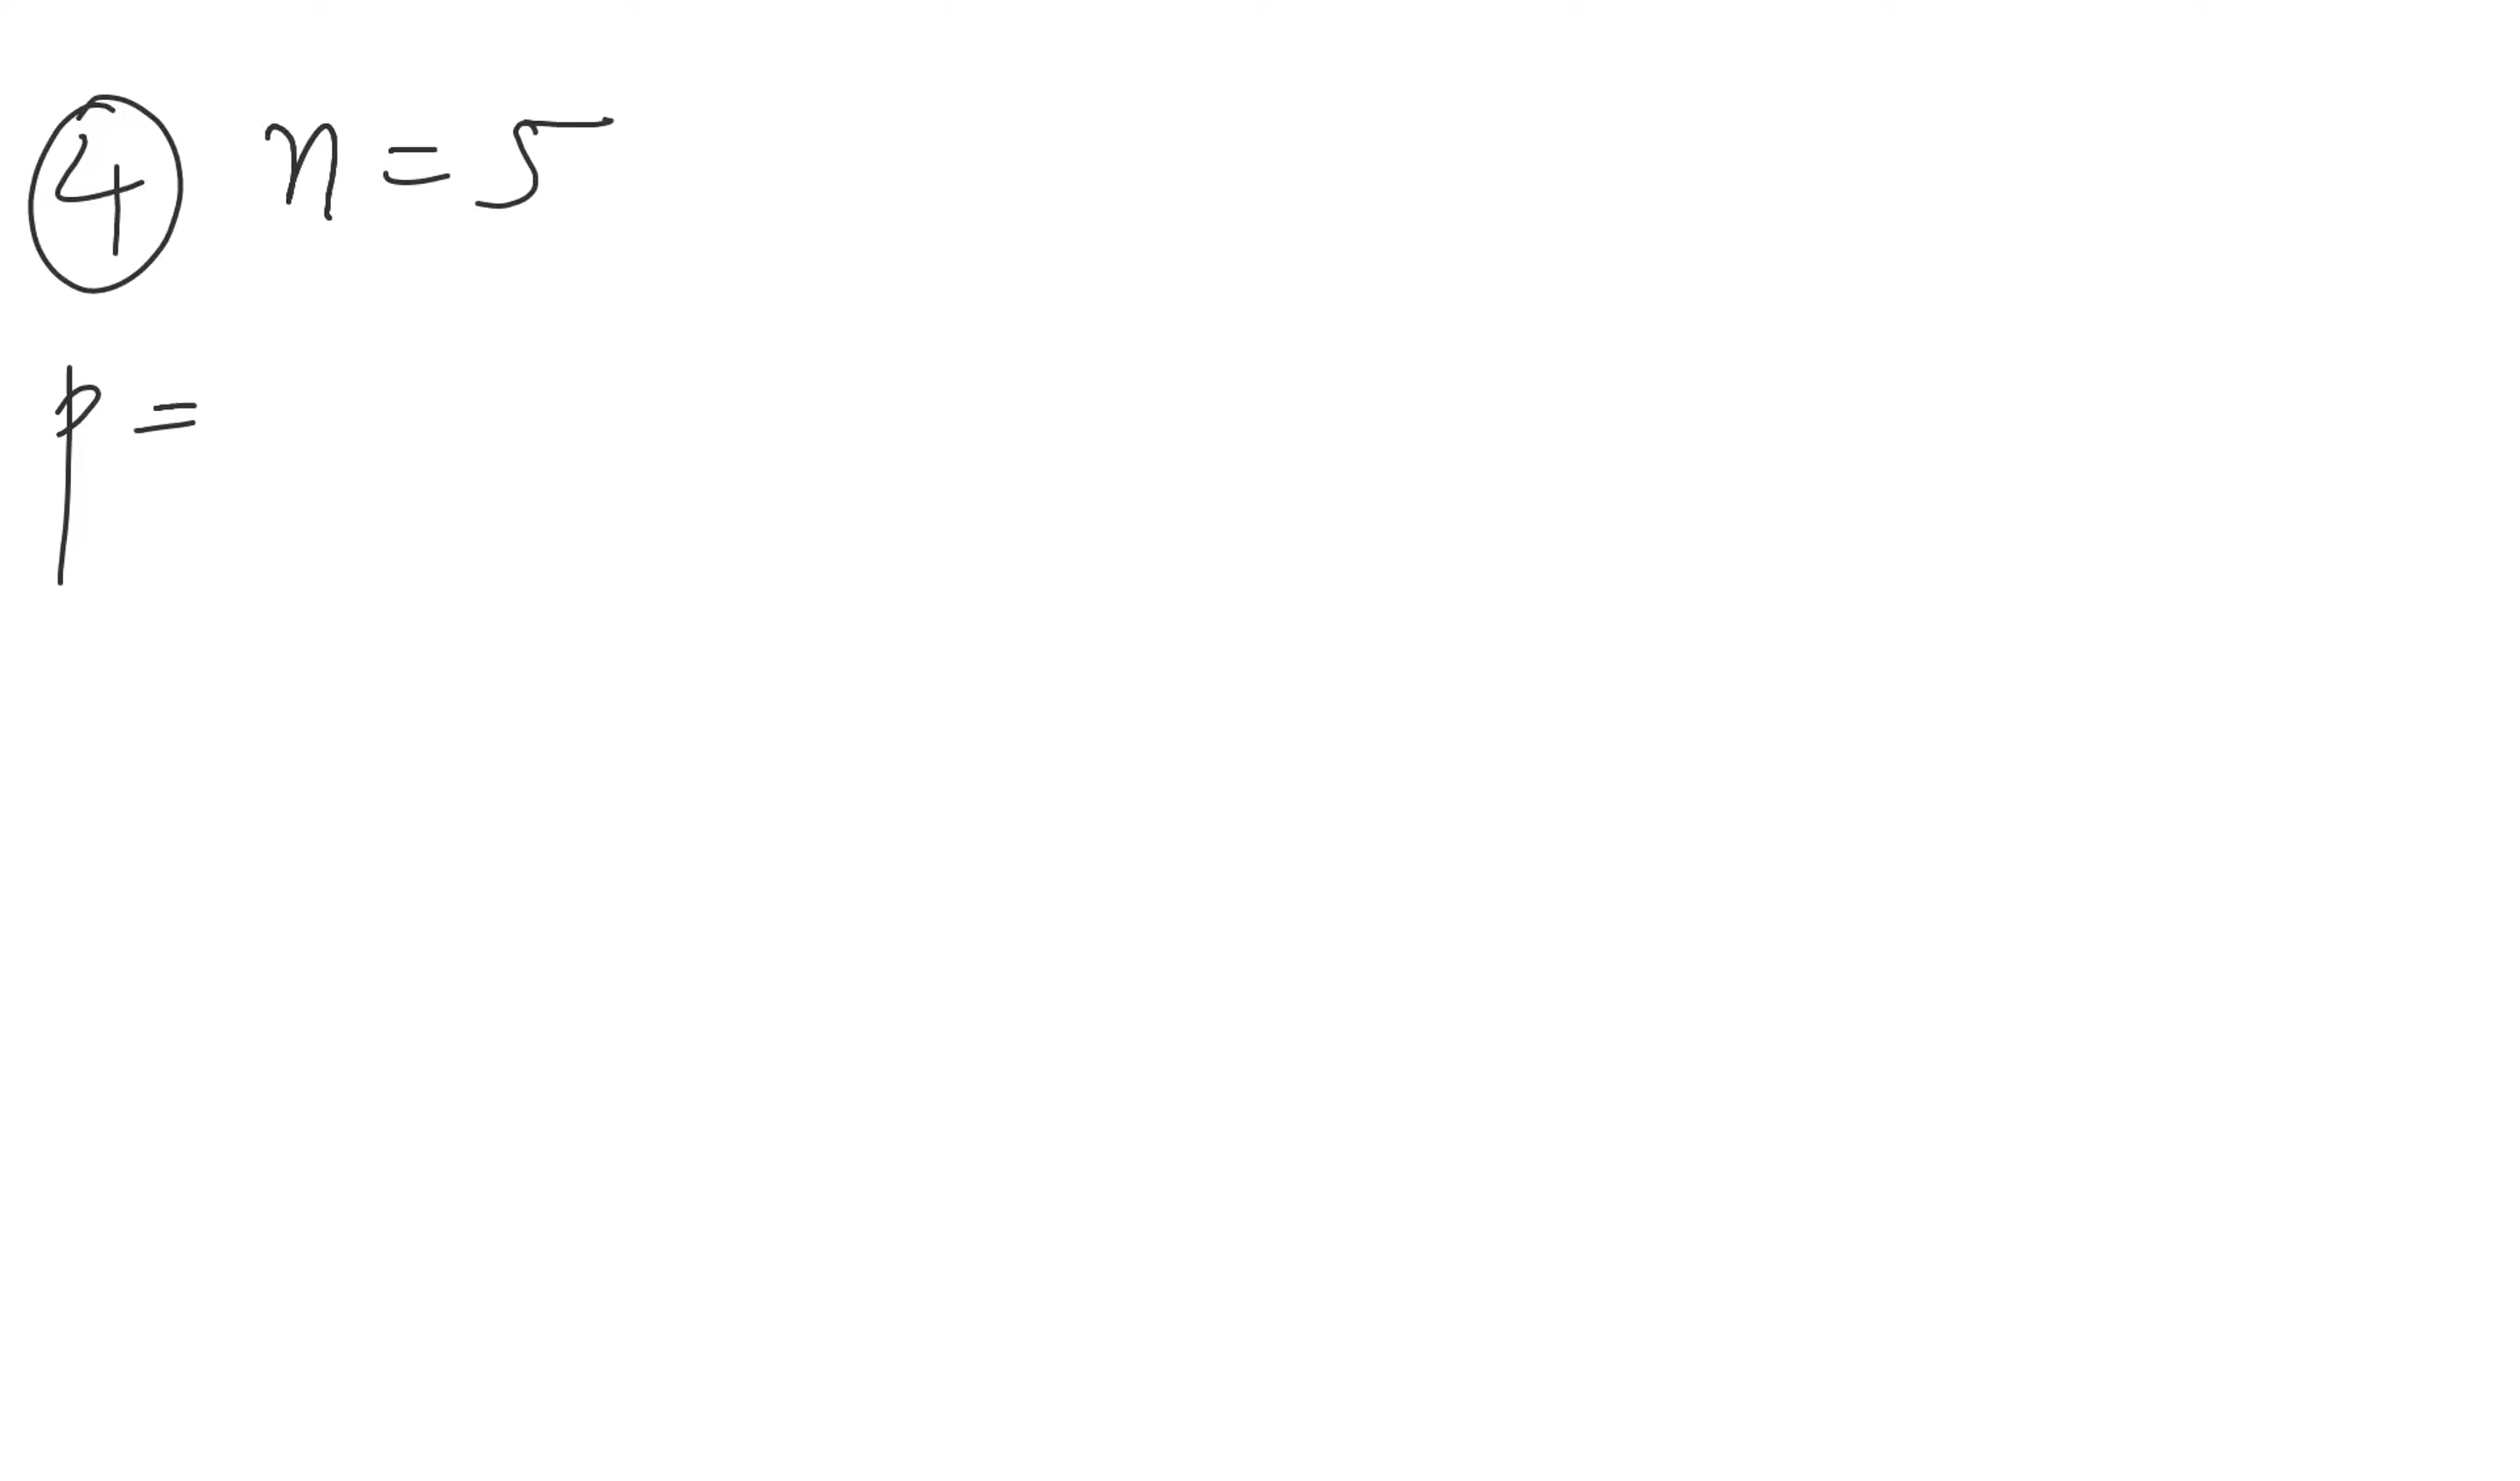 ④ n = 5
p =